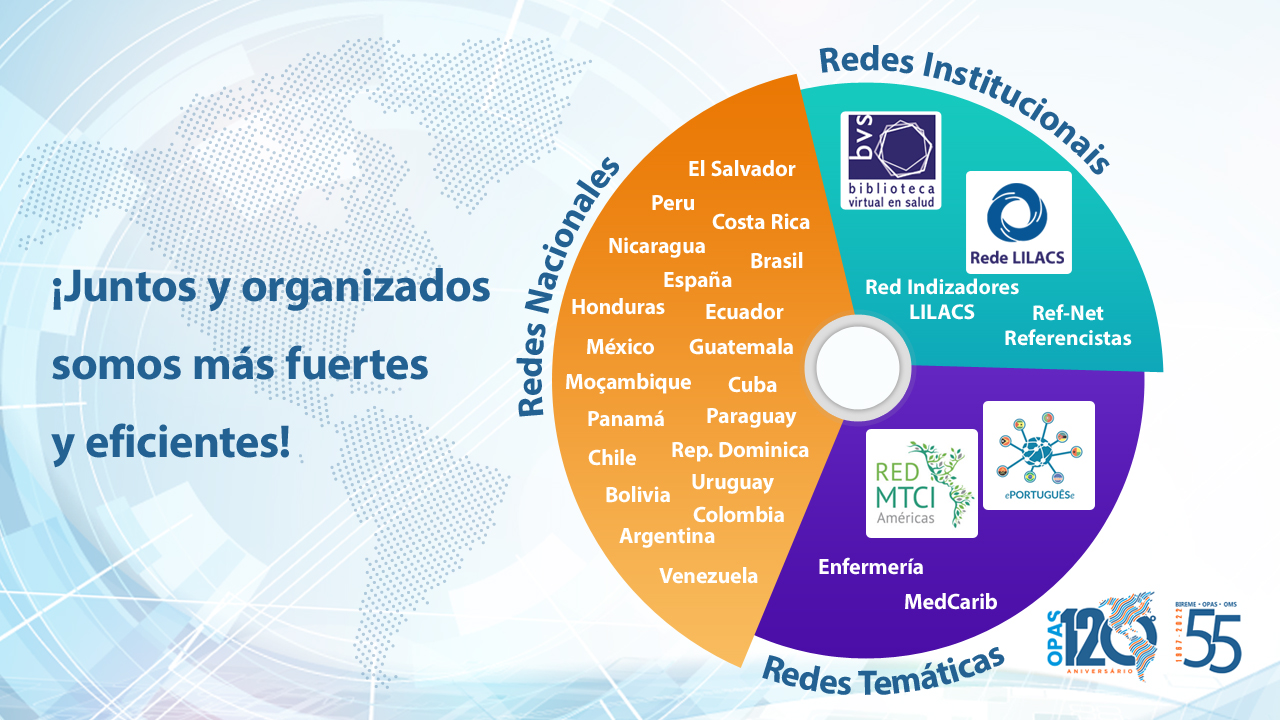 ¡Juntos y organizados
somos más fuertes
y eficientes!
Redes Nacionales
El Salvador
Peru
Costa Rica
Nicaragua
Brasil
España
Honduras
Ecuador
México
Guatemala
Moçambique
Cuba
Panamá
Paraguay
Chile
Rep. Dominica
Uruguay
Bolivia
Colombia
Argentina
Venezuela
Redes Institucionais
bvs
biblioteca
virtual en salud
Rede LILACS
Red Indizadores
LILACS
Ref-Net
Referencistas
RED
MTCI
Américas
ePORTUGUÊSe
Enfermería
MedCarib
Redes Temáticas
OPAS
120º
ANIVERSÁRIO
BIREME • OPAS • OMS
1967-2022
55